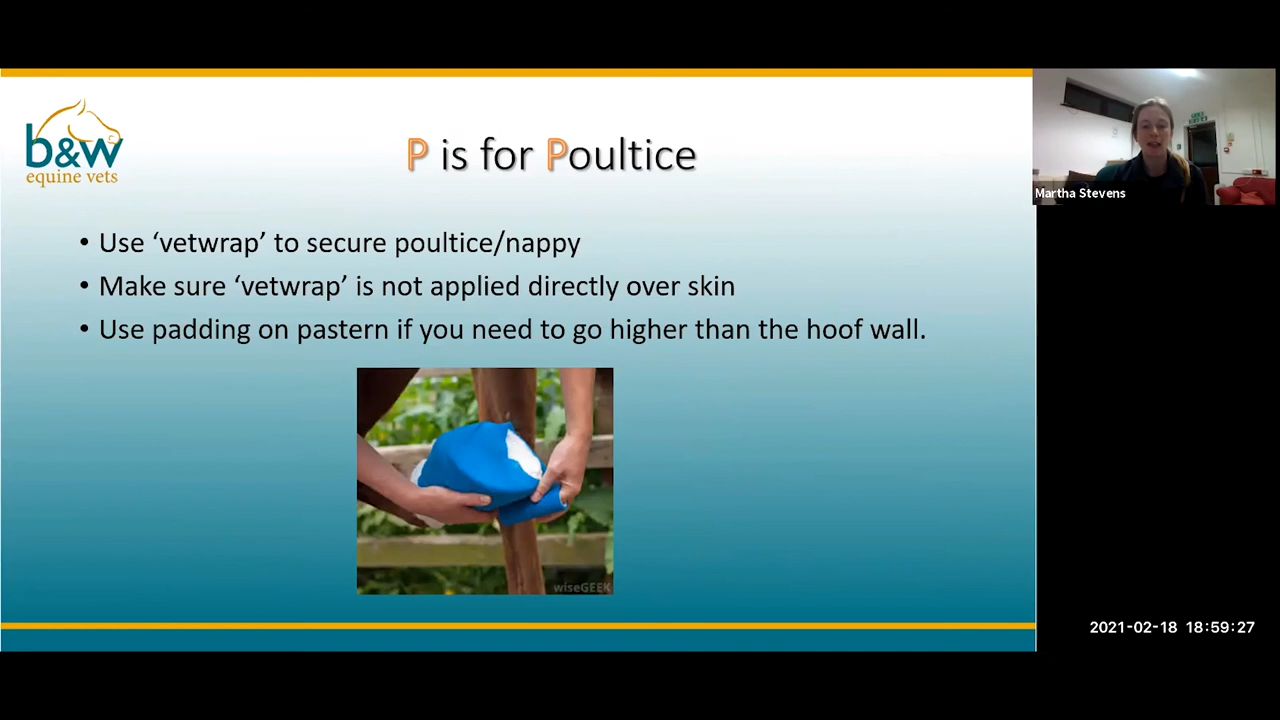 b&w
equine vets
P is for Poultice
• Use ‘vetwrap’ to secure poultice/nappy
• Make sure ‘vetwrap’ is not applied directly over skin
• Use padding on pastern if you need to go higher than the hoof wall.
wiseGEEK
Martha Stevens
2021-02-18 18:59:27